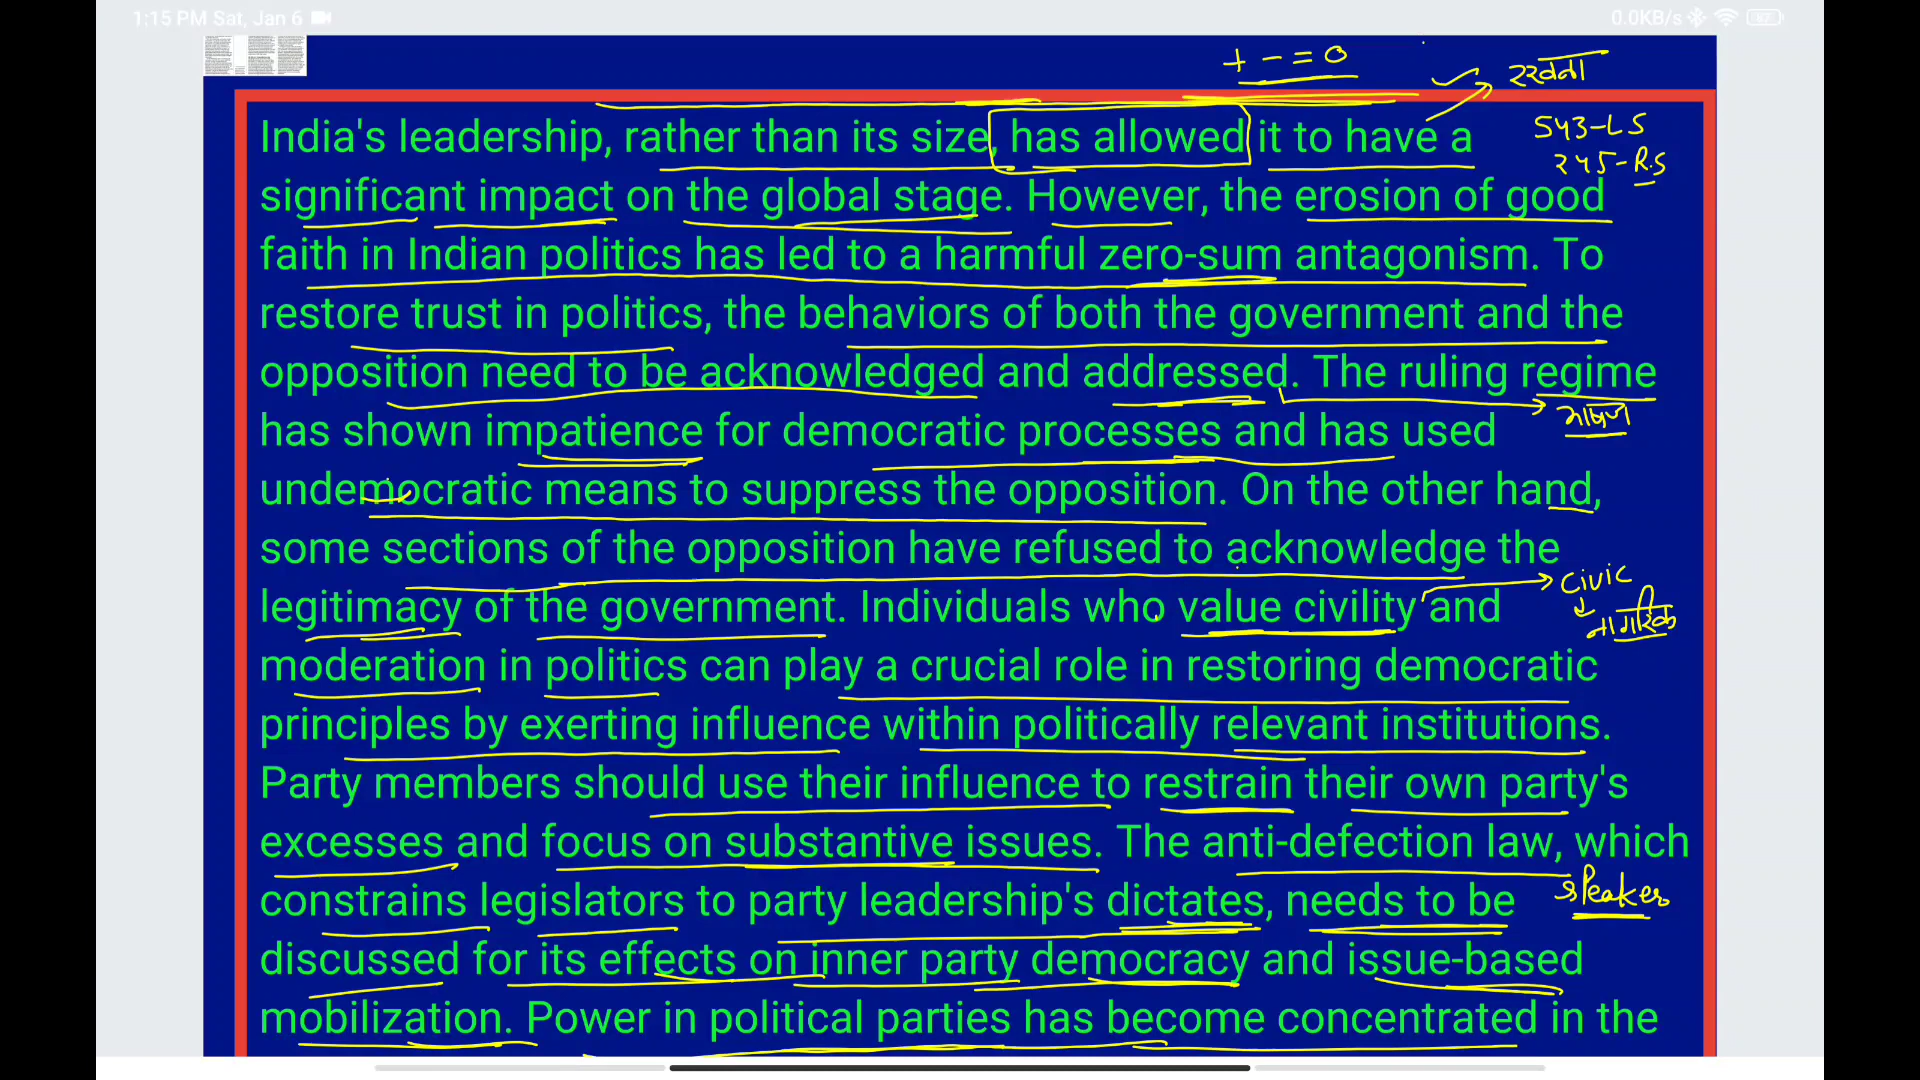 1:15 PM Sat, Jan 6
0.0KB/s
+ - = 0
India's leadership, rather than its size, has allowed it to have a
543-LS
245-R.S
significant impact on the global stage. However, the erosion of good
faith in Indian politics has led to a harmful zero-sum antagonism. To
restore trust in politics, the behaviors of both the government and the
opposition need to be acknowledged and addressed. The ruling regime
has shown impatience for democratic processes and has used
undemocratic means to suppress the opposition. On the other hand,
some sections of the opposition have refused to acknowledge the
civic
legitimacy of the government. Individuals who value civility and
moderation in politics can play a crucial role in restoring democratic
principles by exerting influence within politically relevant institutions.
Party members should use their influence to restrain their own party's
excesses and focus on substantive issues. The anti-defection law, which
constrains legislators to party leadership's dictates, needs to be
speaker
discussed for its effects on inner party democracy and issue-based
mobilization. Power in political parties has become concentrated in the